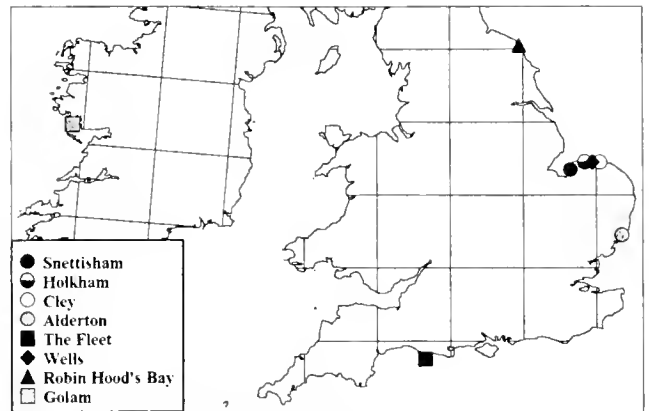 Snettisham
Holkham
Cley
Alderton
The Fleet
Wells
Robin Hood's Bay
Golam
?